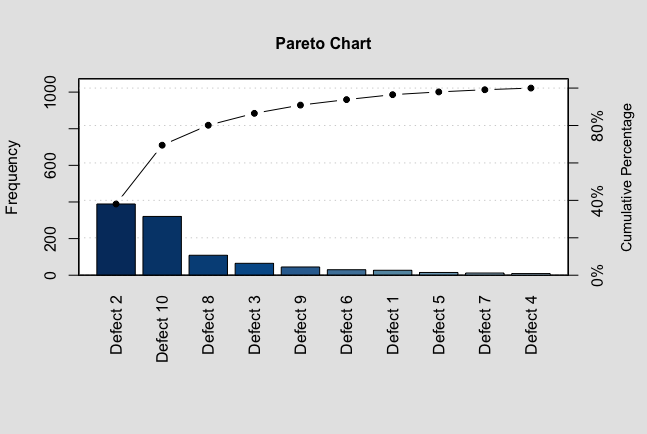 Pareto Chart
Frequency
1000
600
200
0
80%
40%
0%
Cumulative Percentage
Defect 2
Defect 10
Defect 8
Defect 3
Defect 9
Defect 6
Defect 1
Defect 5
Defect 7
Defect 4